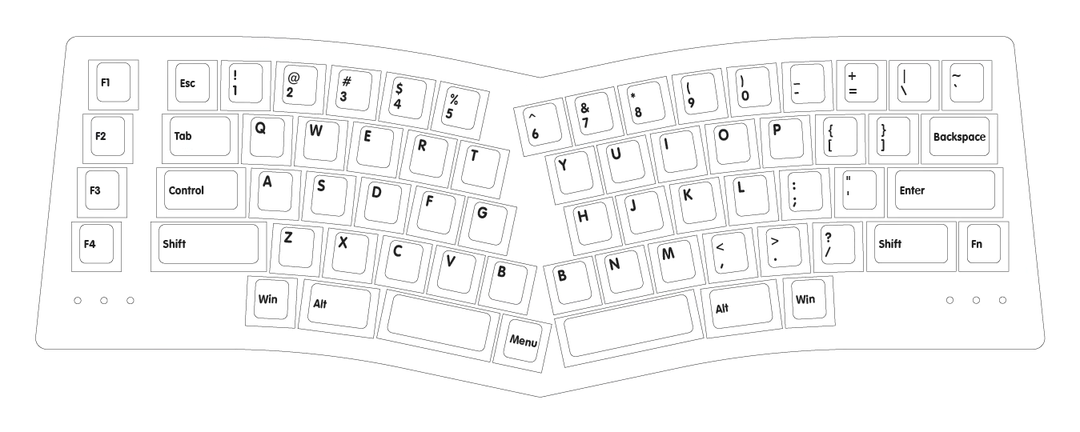 F1 Esc ! 1 @ 2 # 3 $ 4 % 5 ^ 6 & 7 * 8 ( 9 ) 0 _ - + = | \ ~ `
F2 Tab Q W E R T Y U I O P { [ } ] Backspace
F3 Control A S D F G H J K L : ; " ' Enter
F4 Shift Z X C V B B N M < , > . ? / Shift Fn
Win Alt Menu Alt Win